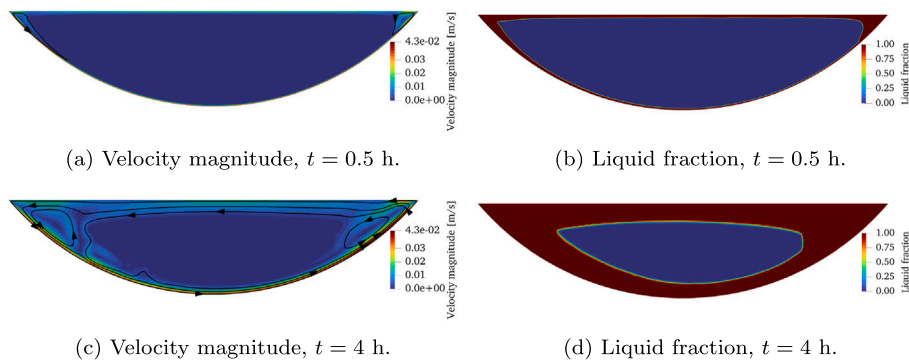 4.3e-02
0.03
0.02
0.01
0.0e+00
Velocity magnitude [m/s]
1.00
0.75
0.50
0.25
0.00
Liquid fraction
(a) Velocity magnitude, t = 0.5 h.
(b) Liquid fraction, t = 0.5 h.
4.3e-02
0.03
0.02
0.01
0.0e+00
Velocity magnitude [m/s]
1.00
0.75
0.50
0.25
0.00
Liquid fraction
(c) Velocity magnitude, t = 4 h.
(d) Liquid fraction, t = 4 h.